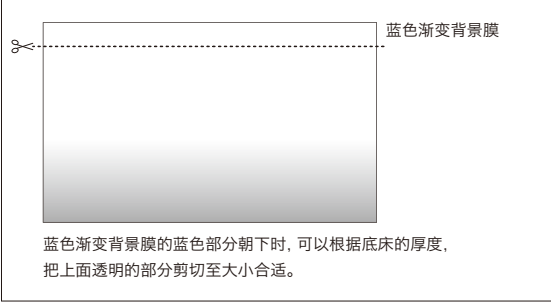 蓝色渐变背景膜
蓝色渐变背景膜的蓝色部分朝下时, 可以根据底床的厚度,
把上面透明的部分剪切至大小合适。